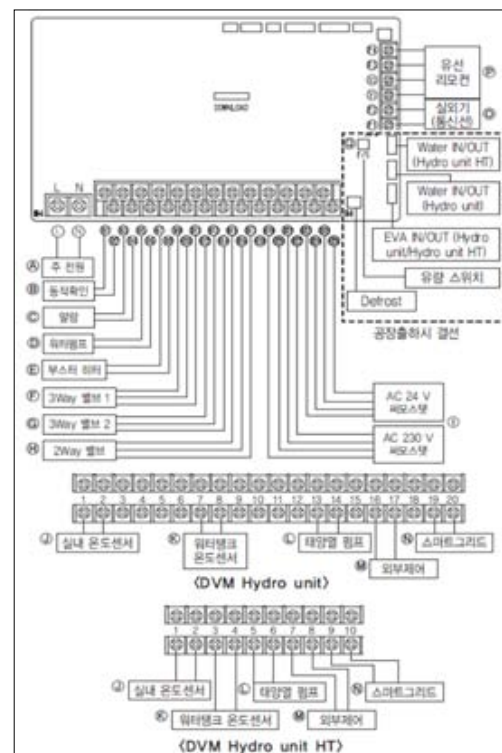 DOWNLOAD
유선
리모컨
Ⓟ
실외기
(통신선)
Ⓞ
Water IN/OUT
(Hydro unit HT)
Water IN/OUT
(Hydro unit)
EVA IN/OUT (Hydro
unit/Hydro unit HT)
유량 스위치
Defrost
공장출하시 결선
L N
Ⓛ Ⓝ
Ⓐ 주 전원
Ⓑ 동작확인
Ⓒ 알람
Ⓓ 워터펌프
Ⓔ 부스터 히터
Ⓕ 3Way 밸브 1
Ⓖ 3Way 밸브 2
Ⓗ 2Way 밸브
AC 24 V
써모스탯
Ⓘ
AC 230 V
써모스탯
1 2 3 4 5 6 7 8 9 10 11 12 13 14 15 16 17 18 19 20
Ⓙ 실내 온도센서
Ⓚ 워터탱크
온도센서
Ⓛ 태양열 펌프
Ⓜ 외부제어
Ⓝ 스마트그리드
〈DVM Hydro unit〉
1 2 3 4 5 6 7 8 9 10
Ⓙ 실내 온도센서
Ⓚ 워터탱크 온도센서
Ⓛ 태양열 펌프
Ⓜ 외부제어
Ⓝ 스마트그리드
〈DVM Hydro unit HT〉